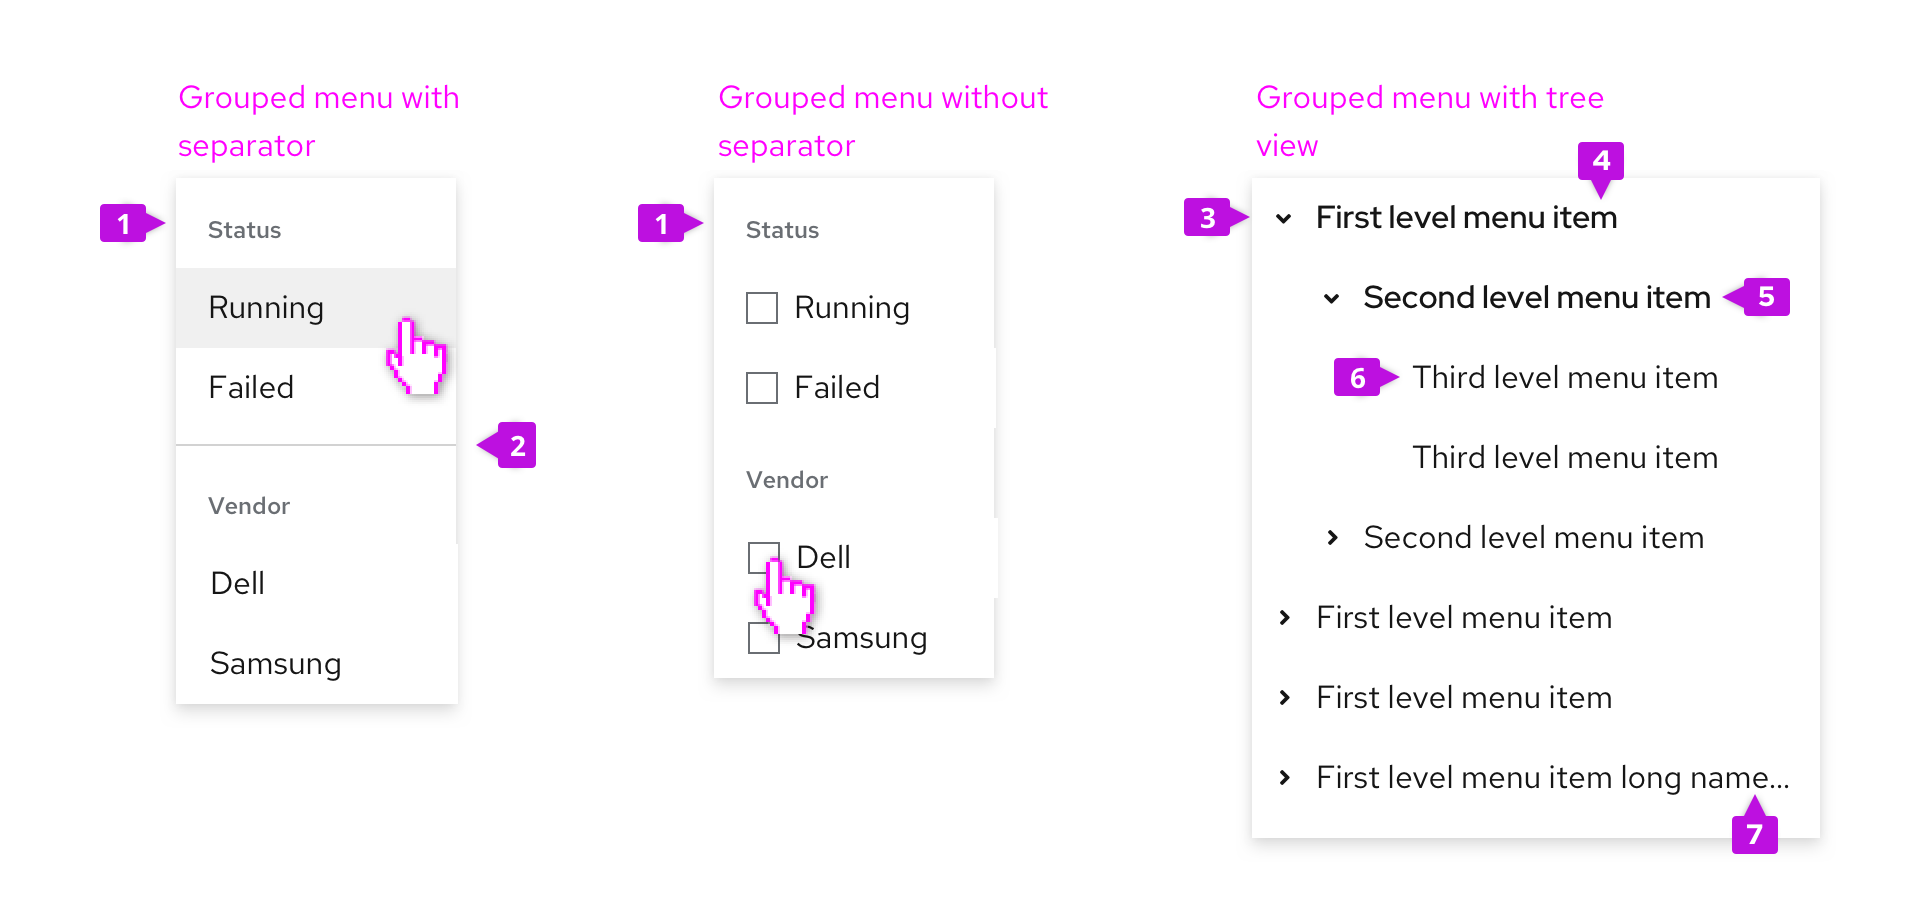 Grouped menu with
separator
1
Status
Running
Failed
2
Vendor
Dell
Samsung
Grouped menu without
separator
1
Status
Running
Failed
Vendor
Dell
Samsung
Grouped menu with tree
view
4
3
First level menu item
Second level menu item
5
6
Third level menu item
Third level menu item
Second level menu item
First level menu item
First level menu item
First level menu item long name...
7